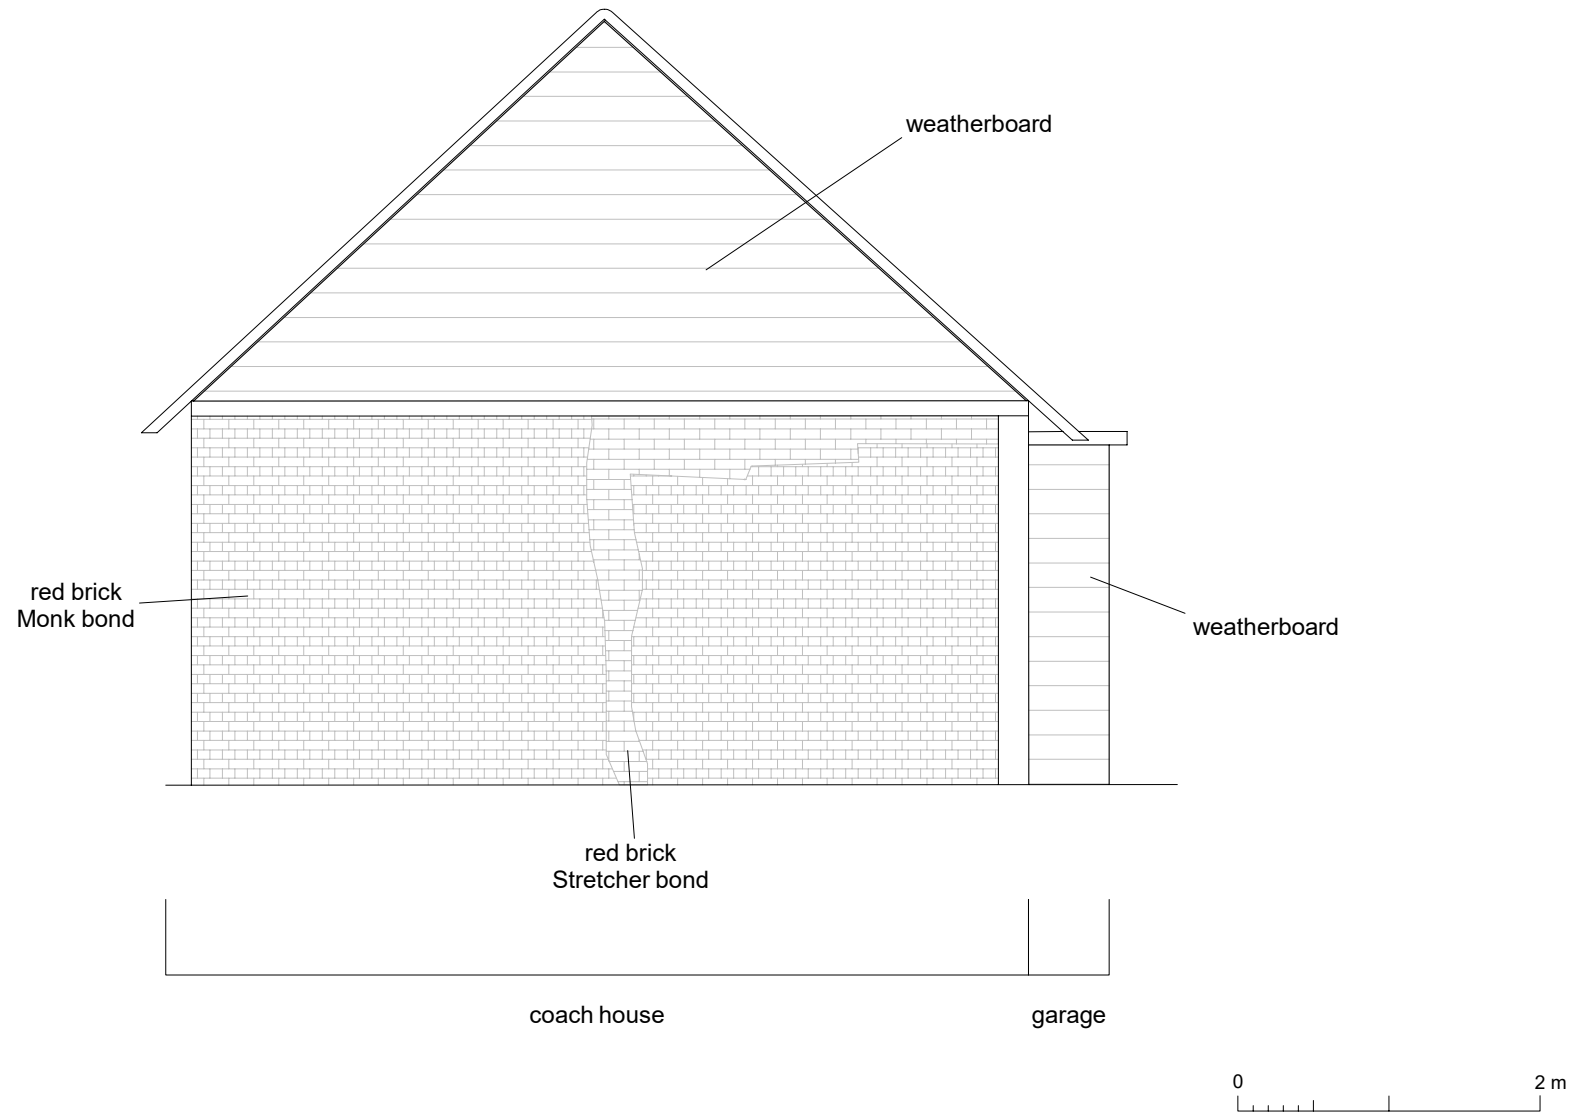 weatherboard
red brick
Monk bond
weatherboard
red brick
Stretcher bond
coach house
garage
0
2 m